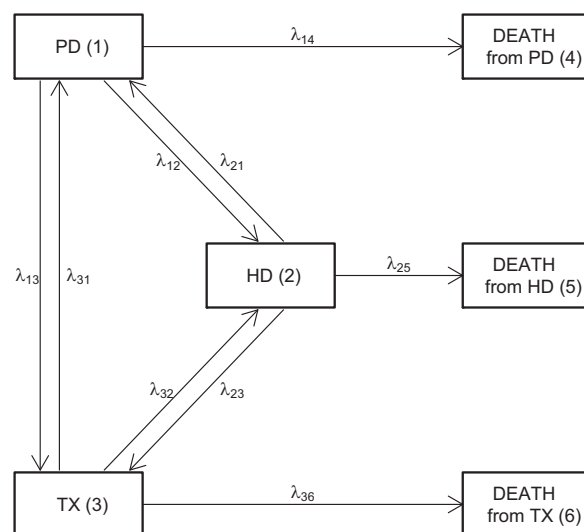 PD (1)
λ14
DEATH
from PD (4)
λ12
λ21
λ13
λ31
HD (2)
λ25
DEATH
from HD (5)
λ32
λ23
TX (3)
λ36
DEATH
from TX (6)